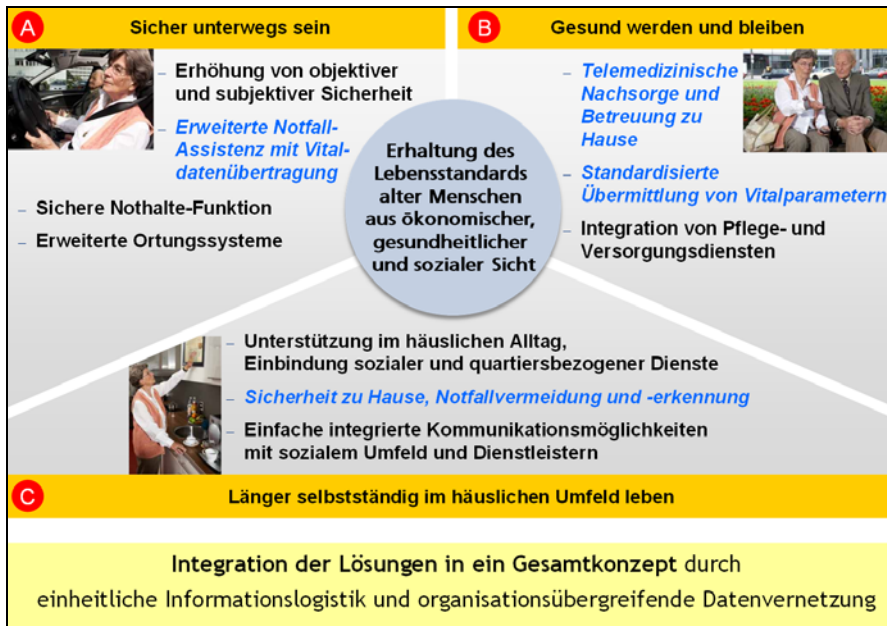 A
Sicher unterwegs sein
– Erhöhung von objektiver
und subjektiver Sicherheit
– Erweiterte Notfall-
Assistenz mit Vital-
datenübertragung
– Sichere Nothalte-Funktion
– Erweiterte Ortungssysteme
B
Gesund werden und bleiben
– Telemedizinische
Nachsorge und
Betreuung zu
Hause
– Standardisierte
Übermittlung von Vitalparametern
– Integration von Pflege- und
Versorgungsdiensten
Erhaltung des
Lebensstandards
alter Menschen
aus ökonomischer,
gesundheitlicher
und sozialer Sicht
– Unterstützung im häuslichen Alltag,
Einbindung sozialer und quartiersbezogener Dienste
– Sicherheit zu Hause, Notfallvermeidung und -erkennung
– Einfache integrierte Kommunikationsmöglichkeiten
mit sozialem Umfeld und Dienstleistern
C
Länger selbstständig im häuslichen Umfeld leben
Integration der Lösungen in ein Gesamtkonzept durch
einheitliche Informationslogistik und organisationsübergreifende Datenvernetzung